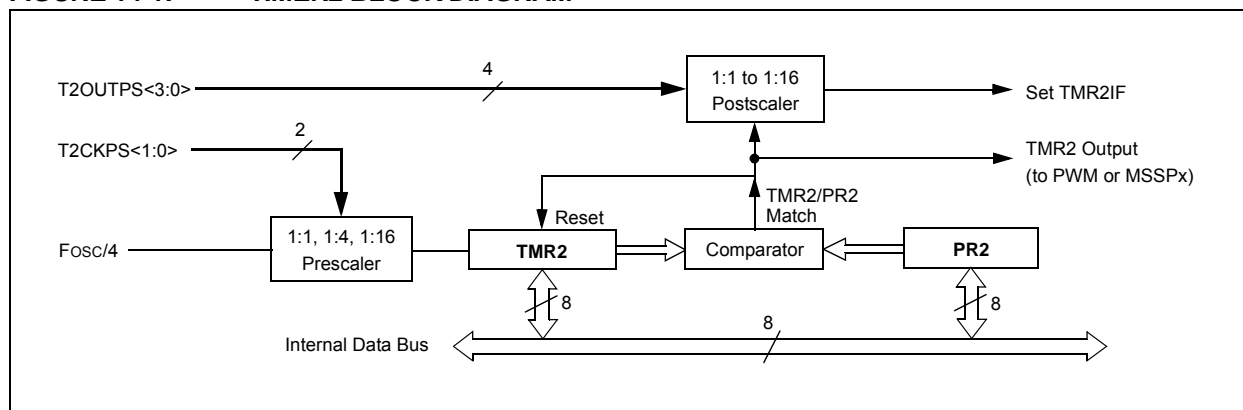 4
1:1 to 1:16
Postscaler
T2OUTPS<3:0>
Set TMR2IF
2
T2CKPS<1:0>
TMR2 Output
(to PWM or MSSPx)
TMR2/PR2
Match
Reset
FOSC/4
1:1, 1:4, 1:16
Prescaler
TMR2
Comparator
PR2
8
8
8
Internal Data Bus